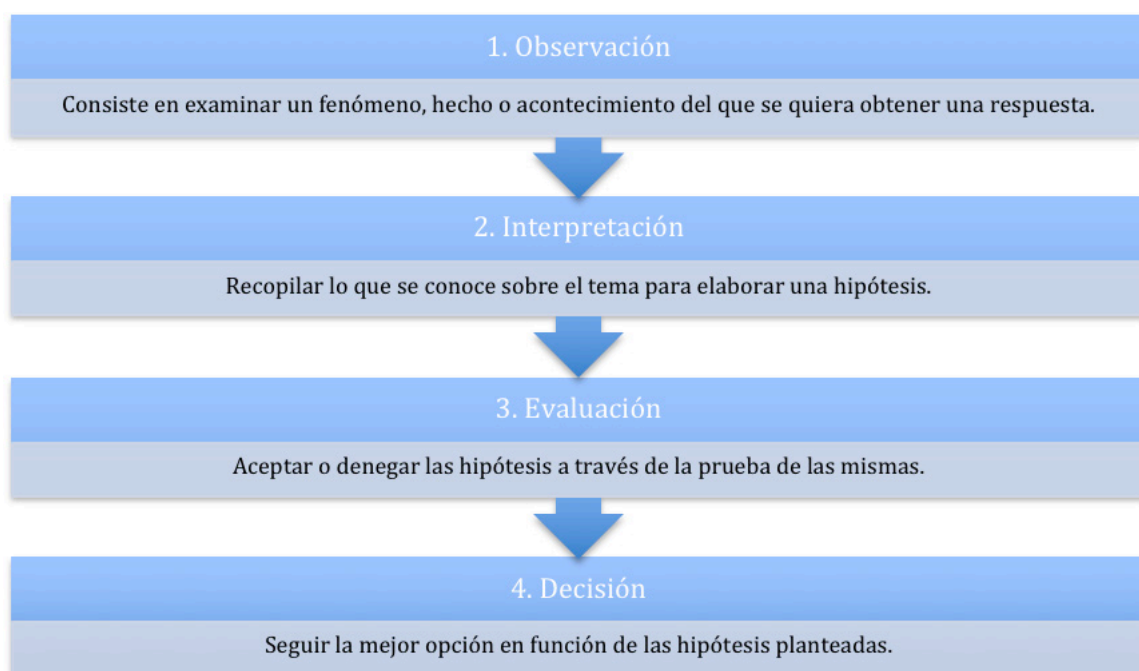 1. Observación
Consiste en examinar un fenómeno, hecho o acontecimiento del que se quiera obtener una respuesta.
2. Interpretación
Recopilar lo que se conoce sobre el tema para elaborar una hipótesis.
3. Evaluación
Aceptar o denegar las hipótesis a través de la prueba de las mismas.
4. Decisión
Seguir la mejor opción en función de las hipótesis planteadas.